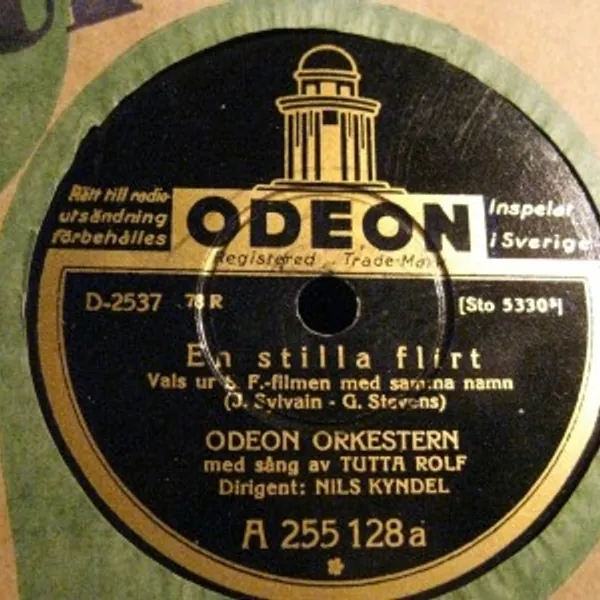 Rätt till radio-
utsändning
förbehålles
ODEON
Inspelat
i Sverige
Registered Trade-Mark
D-2537 78 R [Sto 5330⁵]
En stilla flirt
Vals ur S. F.-filmen med samma namn
(J. Sylvain - G. Stevens)
ODEON ORKESTERN
med sång av TUTTA ROLF
Dirigent: NILS KYNDEL
A 255 128 a